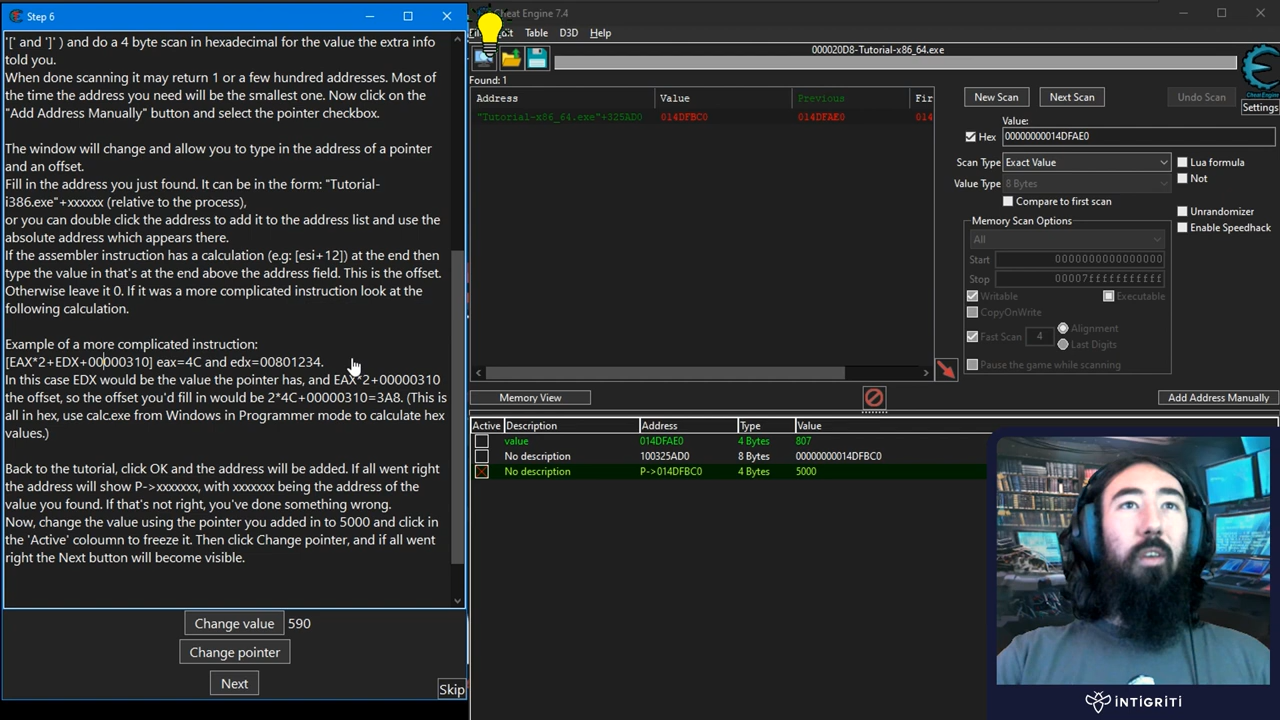 Step 6
'[' and ']' ) and do a 4 byte scan in hexadecimal for the value the extra info
told you.
When done scanning it may return 1 or a few hundred addresses. Most of
the time the address you need will be the smallest one. Now click on the
"Add Address Manually" button and select the pointer checkbox.
The window will change and allow you to type in the address of a pointer
and an offset.
Fill in the address you just found. It can be in the form: "Tutorial-
i386.exe"+xxxxxx (relative to the process),
or you can double click the address to add it to the address list and use the
absolute address which appears there.
If the assembler instruction has a calculation (e.g: [esi+12]) at the end then
type the value in that's at the end above the address field. This is the offset.
Otherwise leave it 0. If it was a more complicated instruction look at the
following calculation.
Example of a more complicated instruction:
[EAX*2+EDX+00000310] eax=4C and edx=00801234.
In this case EDX would be the value the pointer has, and EAX*2+00000310
the offset, so the offset you'd fill in would be 2*4C+00000310=3A8. (This is
all in hex, use calc.exe from Windows in Programmer mode to calculate hex
values.)
Back to the tutorial, click OK and the address will be added. If all went right
the address will show P->xxxxxxx, with xxxxxxx being the address of the
value you found. If that's not right, you've done something wrong.
Now, change the value using the pointer you added in to 5000 and click in
the 'Active' coloumn to freeze it. Then click Change pointer, and if all went
right the Next button will become visible.
Change value 590
Change pointer
Next
Skip
Cheat Engine 7.4
Table D3D Help
000020D8-Tutorial-x86_64.exe
Found: 1
Address Value Previous Fir
"Tutorial-x86_64.exe"+325AD0 014DFBC0 014DFAE0 014
New Scan Next Scan Undo Scan
Cheat Engine
Settings
Value:
Hex 00000000014DFAE0
Scan Type Exact Value
Value Type 8 Bytes
Compare to first scan
Lua formula
Not
Memory Scan Options
All
Start 0000000000000000
Stop 00007fffffffffff
Writable Executable
CopyOnWrite
Fast Scan 4 Alignment
Last Digits
Pause the game while scanning
Unrandomizer
Enable Speedhack
Memory View
Add Address Manually
Active Description Address Type Value
value 014DFAE0 4 Bytes 807
No description 100325AD0 8 Bytes 00000000014DFBC0
No description P->014DFBC0 4 Bytes 5000
INTIGRITI